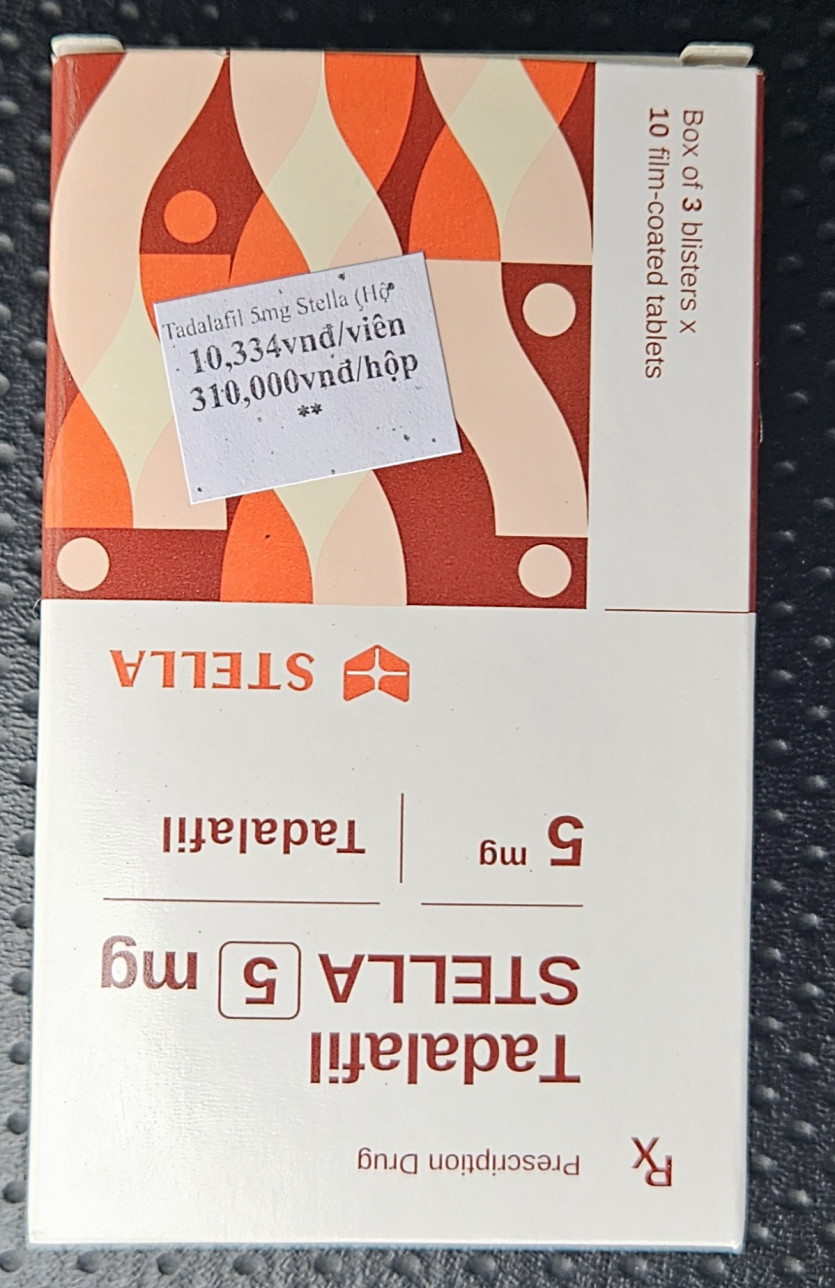 Box of 3 blisters x
10 film-coated tablets
Tadalafil 5mg Stella (Hộ
10,334vnđ/viên
310,000vnđ/hộp
**
Rx
Prescription Drug
Tadalafil
STELLA 5 mg
5 mg
Tadalafil
STELLA